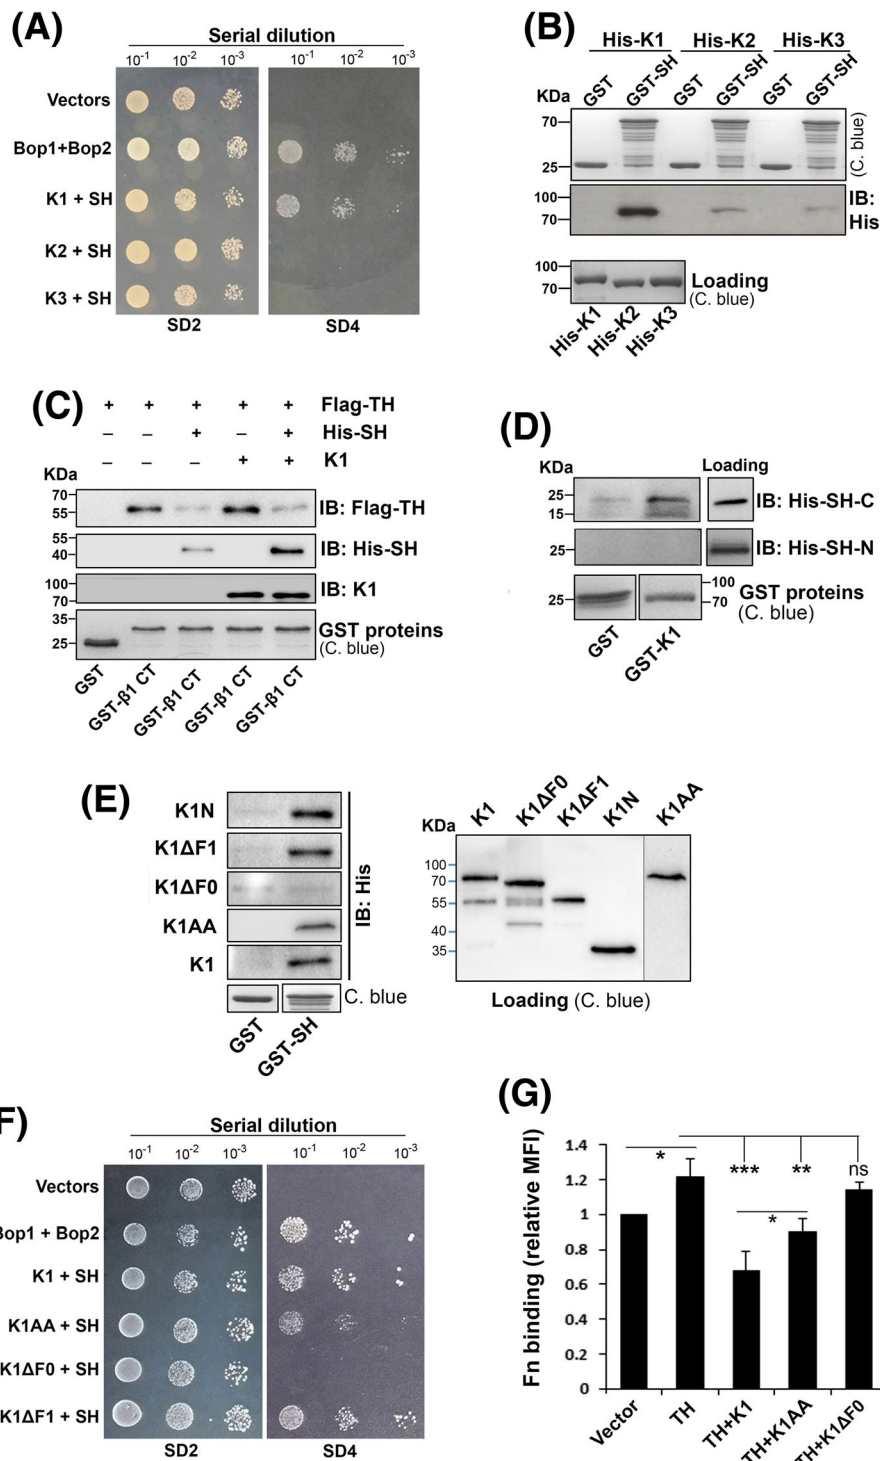 (A)
Serial dilution
10-1 10-2 10-3 10-1 10-2 10-3
Vectors
Bop1+Bop2
K1 + SH
K2 + SH
K3 + SH
SD2 SD4
(B)
His-K1 His-K2 His-K3
KDa GST GST-SH GST GST-SH GST GST-SH
70
25
(C. blue)
100
70
IB:
His
100
70
Loading
(C. blue)
His-K1 His-K2 His-K3
(C)
+ + + + + Flag-TH
– – + – + His-SH
– – – + + K1
KDa
70
55
IB: Flag-TH
55
40
IB: His-SH
100
70
IB: K1
35
25
GST proteins
(C. blue)
GST GST-β1 CT GST-β1 CT GST-β1 CT GST-β1 CT
(D)
KDa Loading
25
15
IB: His-SH-C
25
IB: His-SH-N
25
100
70
GST proteins
(C. blue)
GST GST-K1
(E)
K1N
K1ΔF1
K1ΔF0
K1AA
K1
IB: His
C. blue
GST GST-SH
KDa K1 K1ΔF0 K1ΔF1 K1N K1AA
100
70
55
40
35
Loading (C. blue)
F)
Serial dilution
10-1 10-2 10-3 10-1 10-2 10-3
Vectors
Bop1 + Bop2
K1 + SH
K1AA + SH
K1ΔF0 + SH
K1ΔF1 + SH
SD2 SD4
(G)
Fn binding (relative MFI)
1.4
1.2
1
0.8
0.6
0.4
0.2
0
* *** ** ns
*
Vector TH TH+K1 TH+K1AA TH+K1ΔF0